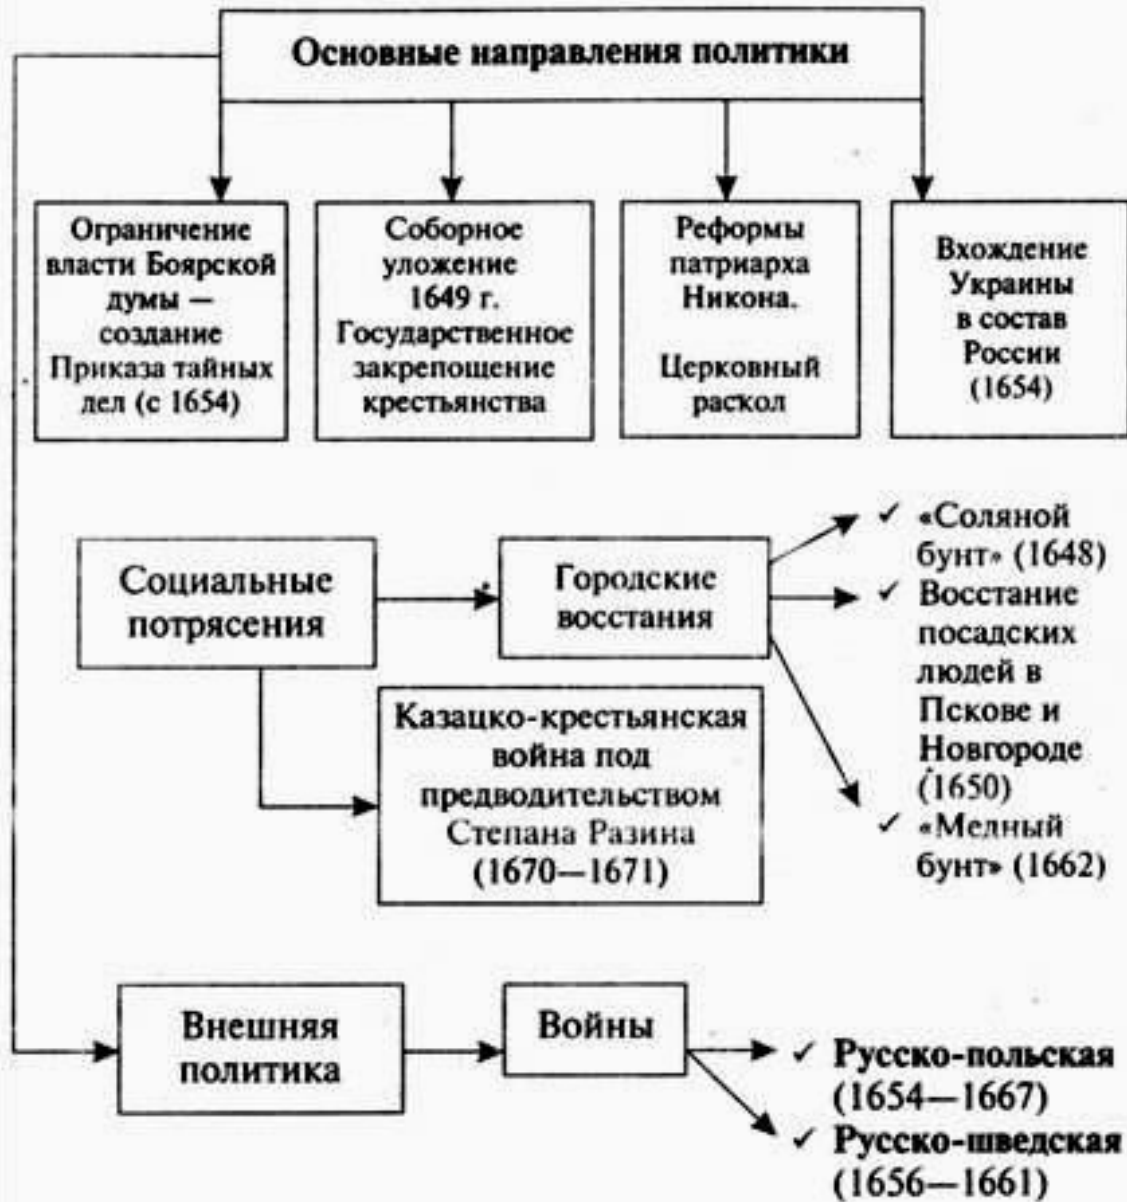 Основные направления политики
Ограничение
власти Боярской
думы —
создание
Приказа тайных
дел (с 1654)
Соборное
уложение
1649 г.
Государственное
закрепощение
крестьянства
Реформы
патриарха
Никона.
Церковный
раскол
Вхождение
Украины
в состав
России
(1654)
Социальные
потрясения
Городские
восстания
✓ «Соляной
бунт» (1648)
✓ Восстание
посадских
людей в
Пскове и
Новгороде
(1650)
✓ «Медный
бунт» (1662)
Казацко-крестьянская
война под
предводительством
Степана Разина
(1670—1671)
Внешняя
политика
Войны
✓ Русско-польская
(1654—1667)
✓ Русско-шведская
(1656—1661)